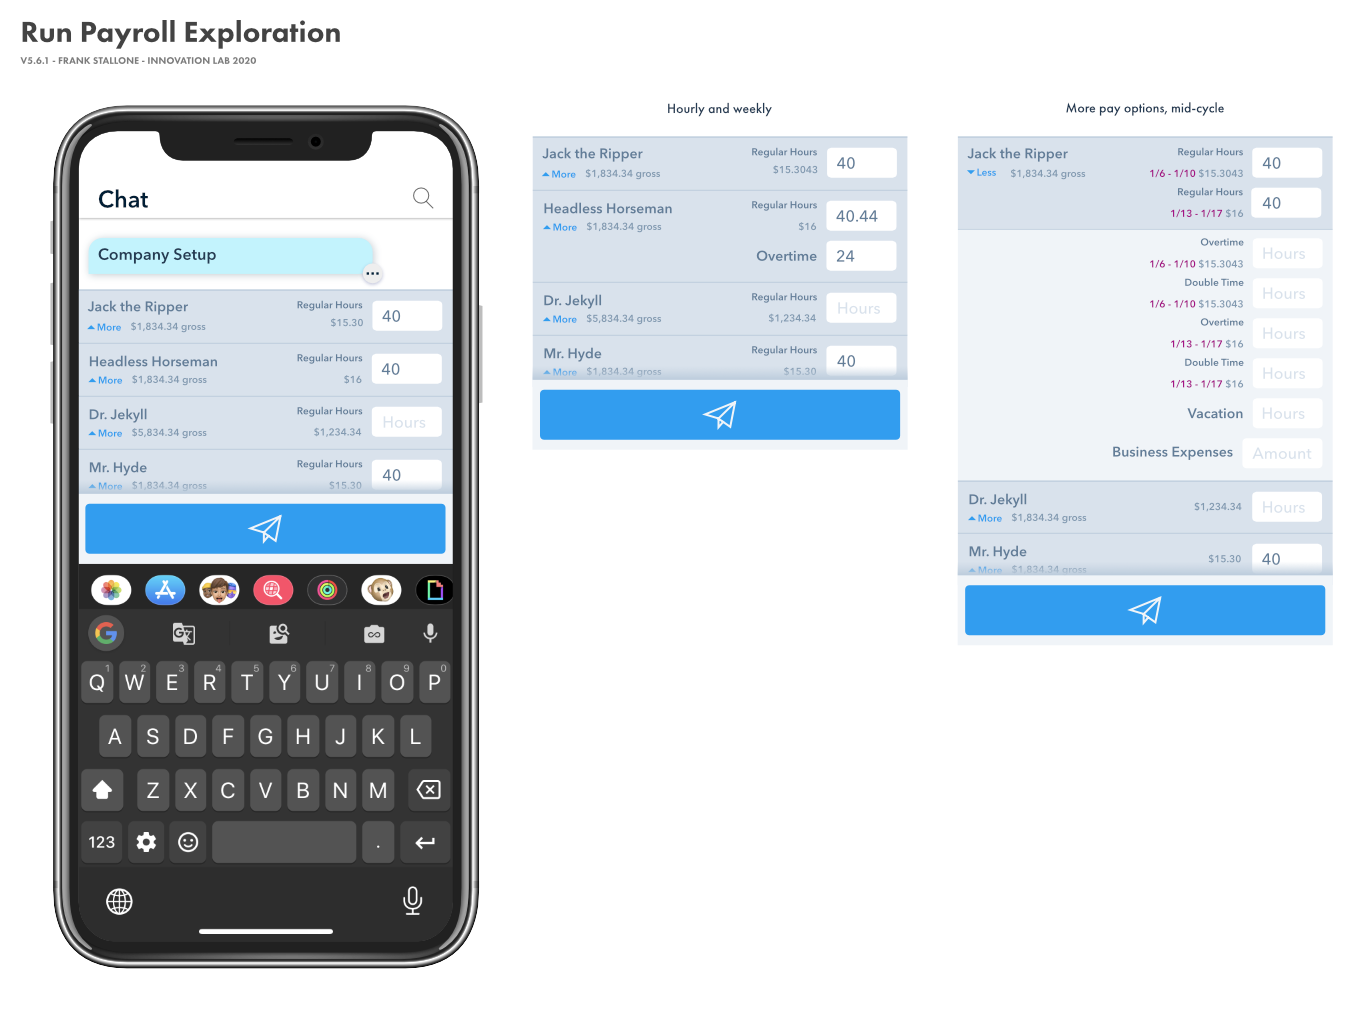 Run Payroll Exploration
V5.6.1 - FRANK STALLONE - INNOVATION LAB 2020
Chat
Company Setup
Jack the Ripper
Regular Hours
40
More $1,834.34 gross
$15.30
Headless Horseman
Regular Hours
40
More $1,834.34 gross
$16
Dr. Jekyll
Regular Hours
Hours
More $5,834.34 gross
$1,234.34
Mr. Hyde
Regular Hours
40
More $1,834.34 gross
$15.30
1 2 3 4 5 6 7 8 9 0
Q W E R T Y U I O P
A S D F G H J K L
Z X C V B N M
123 .
Hourly and weekly
Jack the Ripper
Regular Hours
40
More $1,834.34 gross
$15.3043
Headless Horseman
Regular Hours
40.44
More $1,834.34 gross
$16
Overtime
24
Dr. Jekyll
Regular Hours
Hours
More $5,834.34 gross
$1,234.34
Mr. Hyde
Regular Hours
40
More $1,834.34 gross
$15.30
More pay options, mid-cycle
Jack the Ripper
Regular Hours
40
Less $1,834.34 gross
1/6 - 1/10 $15.3043
Regular Hours
40
1/13 - 1/17 $16
Overtime
Hours
1/6 - 1/10 $15.3043
Double Time
Hours
1/6 - 1/10 $15.3043
Overtime
Hours
1/13 - 1/17 $16
Double Time
Hours
1/13 - 1/17 $16
Vacation
Hours
Business Expenses
Amount
Dr. Jekyll
$1,234.34
Hours
More $1,834.34 gross
Mr. Hyde
$15.30
40
More $1,834.34 gross